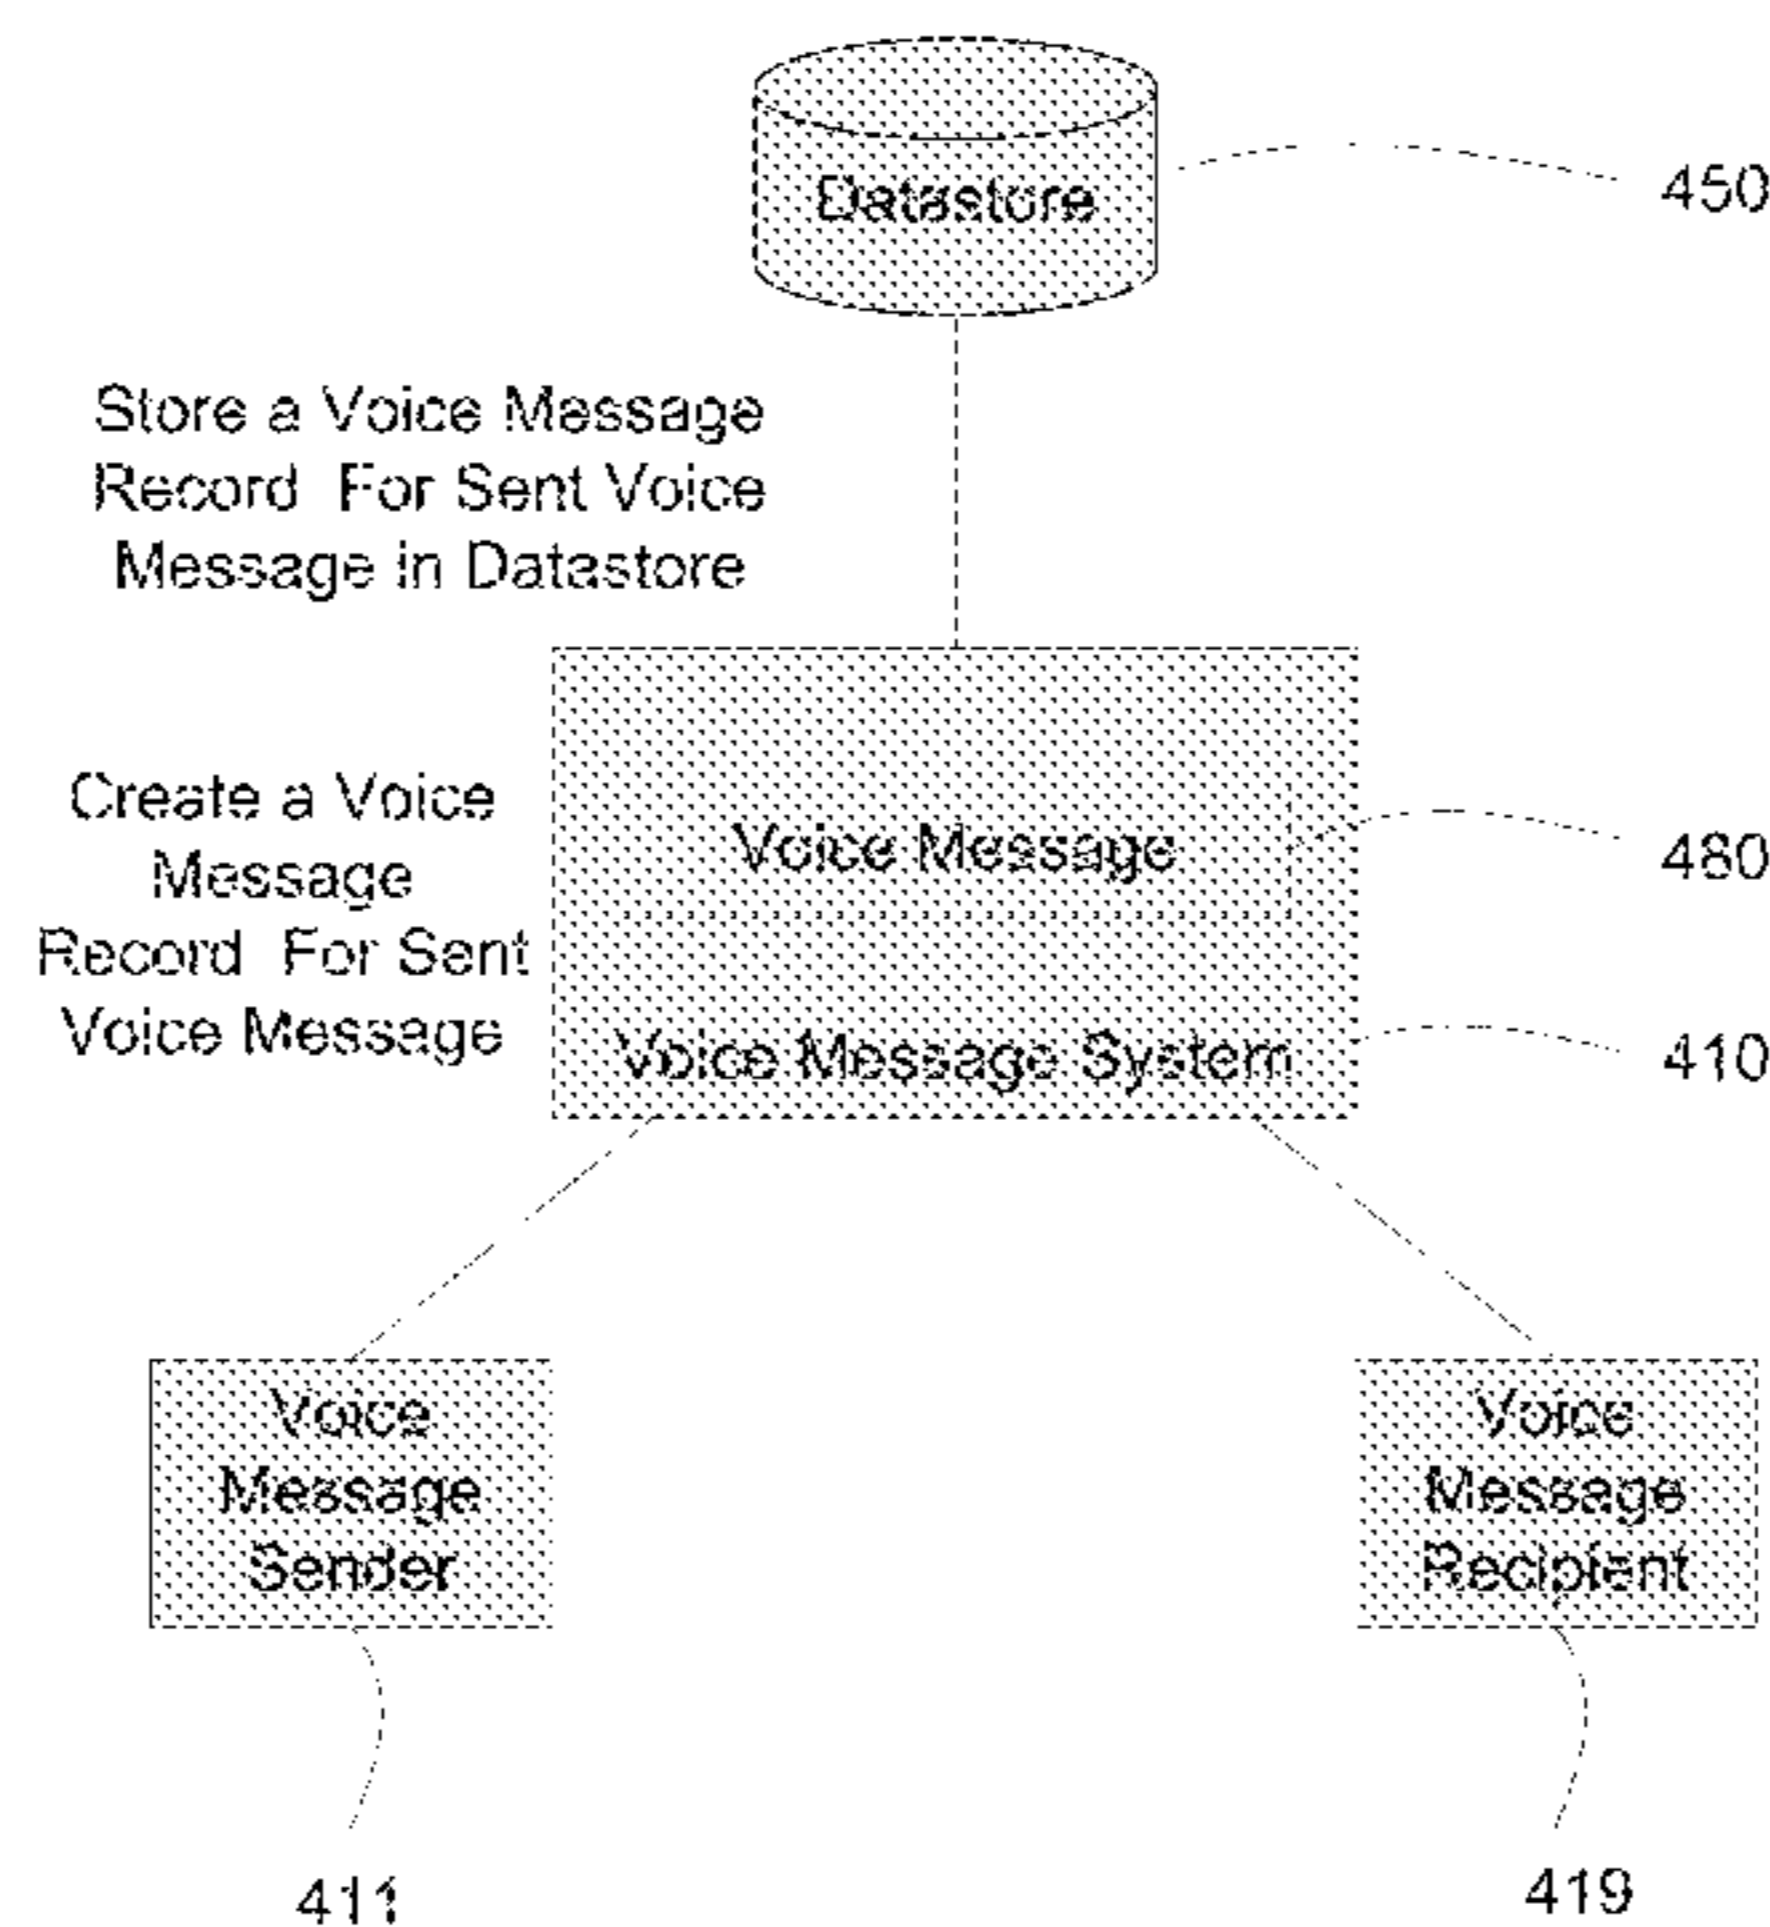 Datastore
450
Store a Voice Message
Record For Sent Voice
Message in Datastore
Create a Voice
Message
Record For Sent
Voice Message
Voice Message
480
Voice Message System
410
Voice
Message
Sender
Voice
Message
Recipient
411
419